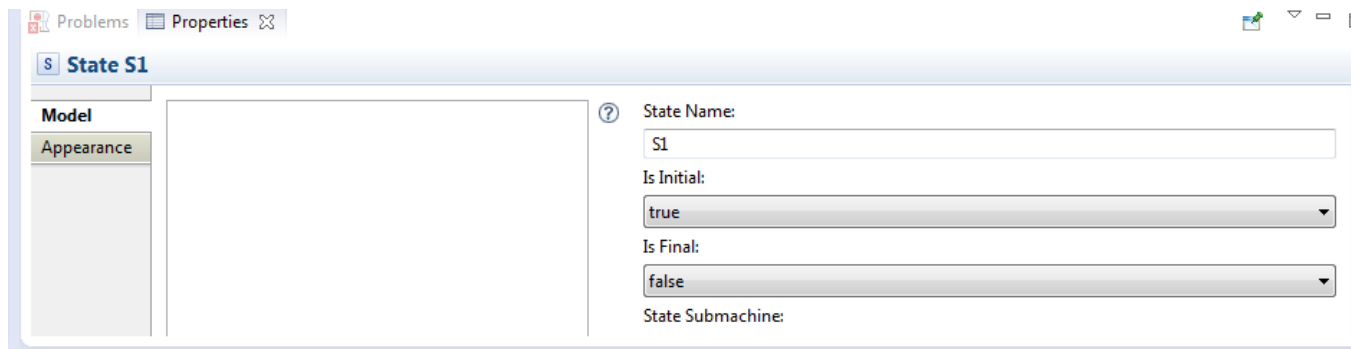 Problems Properties
S State S1
Model
Appearance
State Name:
S1
Is Initial:
true
Is Final:
false
State Submachine: